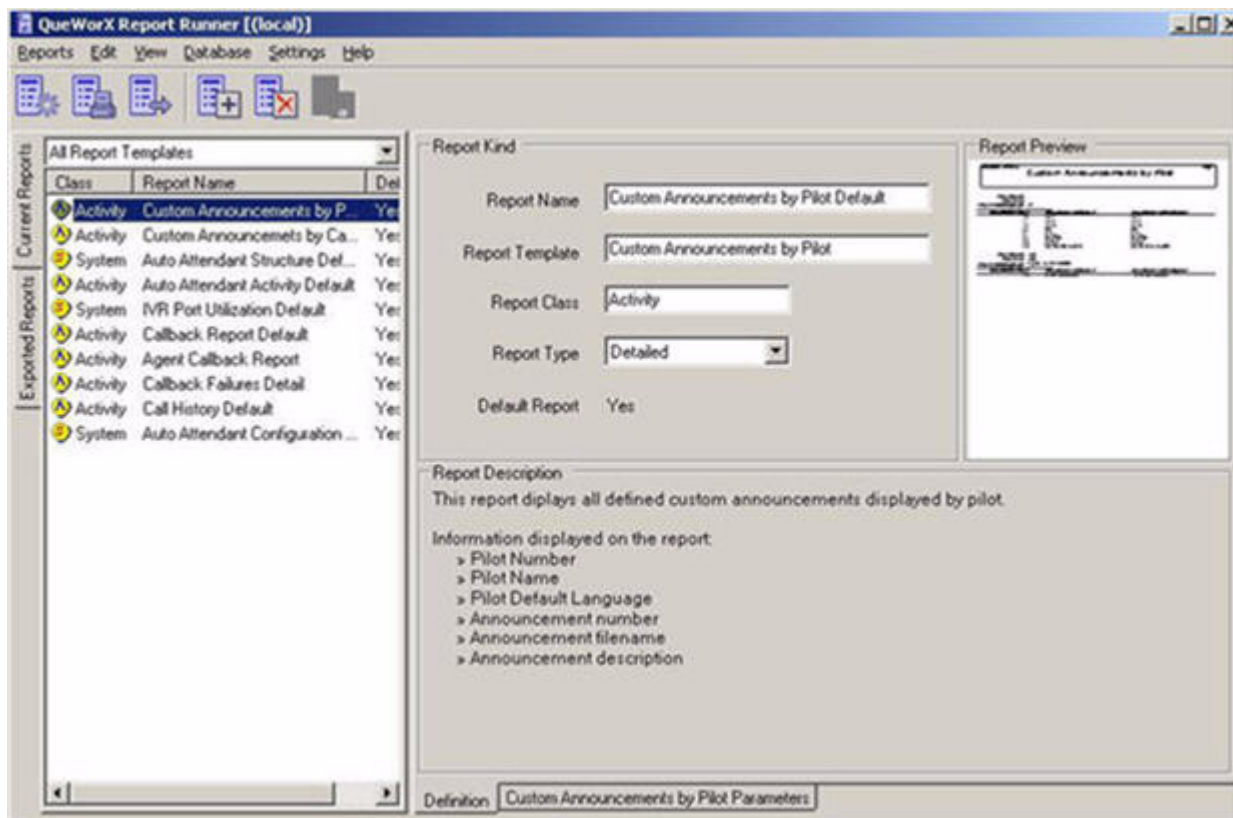 QueWorX Report Runner [(local)]
Reports Edit View Database Settings Help
Current Reports
Exported Reports
All Report Templates
Class Report Name Del
Activity Custom Announcements by P... Yes
Activity Custom Announcemets by Ca... Yes
System Auto Attendant Structure Def... Yes
Activity Auto Attendant Activity Default Yes
System IVR Port Utilization Default Yes
Activity Callback Report Default Yes
Activity Agent Callback Report Yes
Activity Callback Failures Detail Yes
Activity Call History Default Yes
System Auto Attendant Configuration ... Yes
Report Kind
Report Name Custom Announcements by Pilot Default
Report Template Custom Announcements by Pilot
Report Class Activity
Report Type Detailed
Default Report Yes
Report Preview
Custom Announcements by Pilot
Report Description
This report diplays all defined custom announcements displayed by pilot.
Information displayed on the report:
» Pilot Number
» Pilot Name
» Pilot Default Language
» Announcement number
» Announcement filename
» Announcement description
Definition Custom Announcements by Pilot Parameters